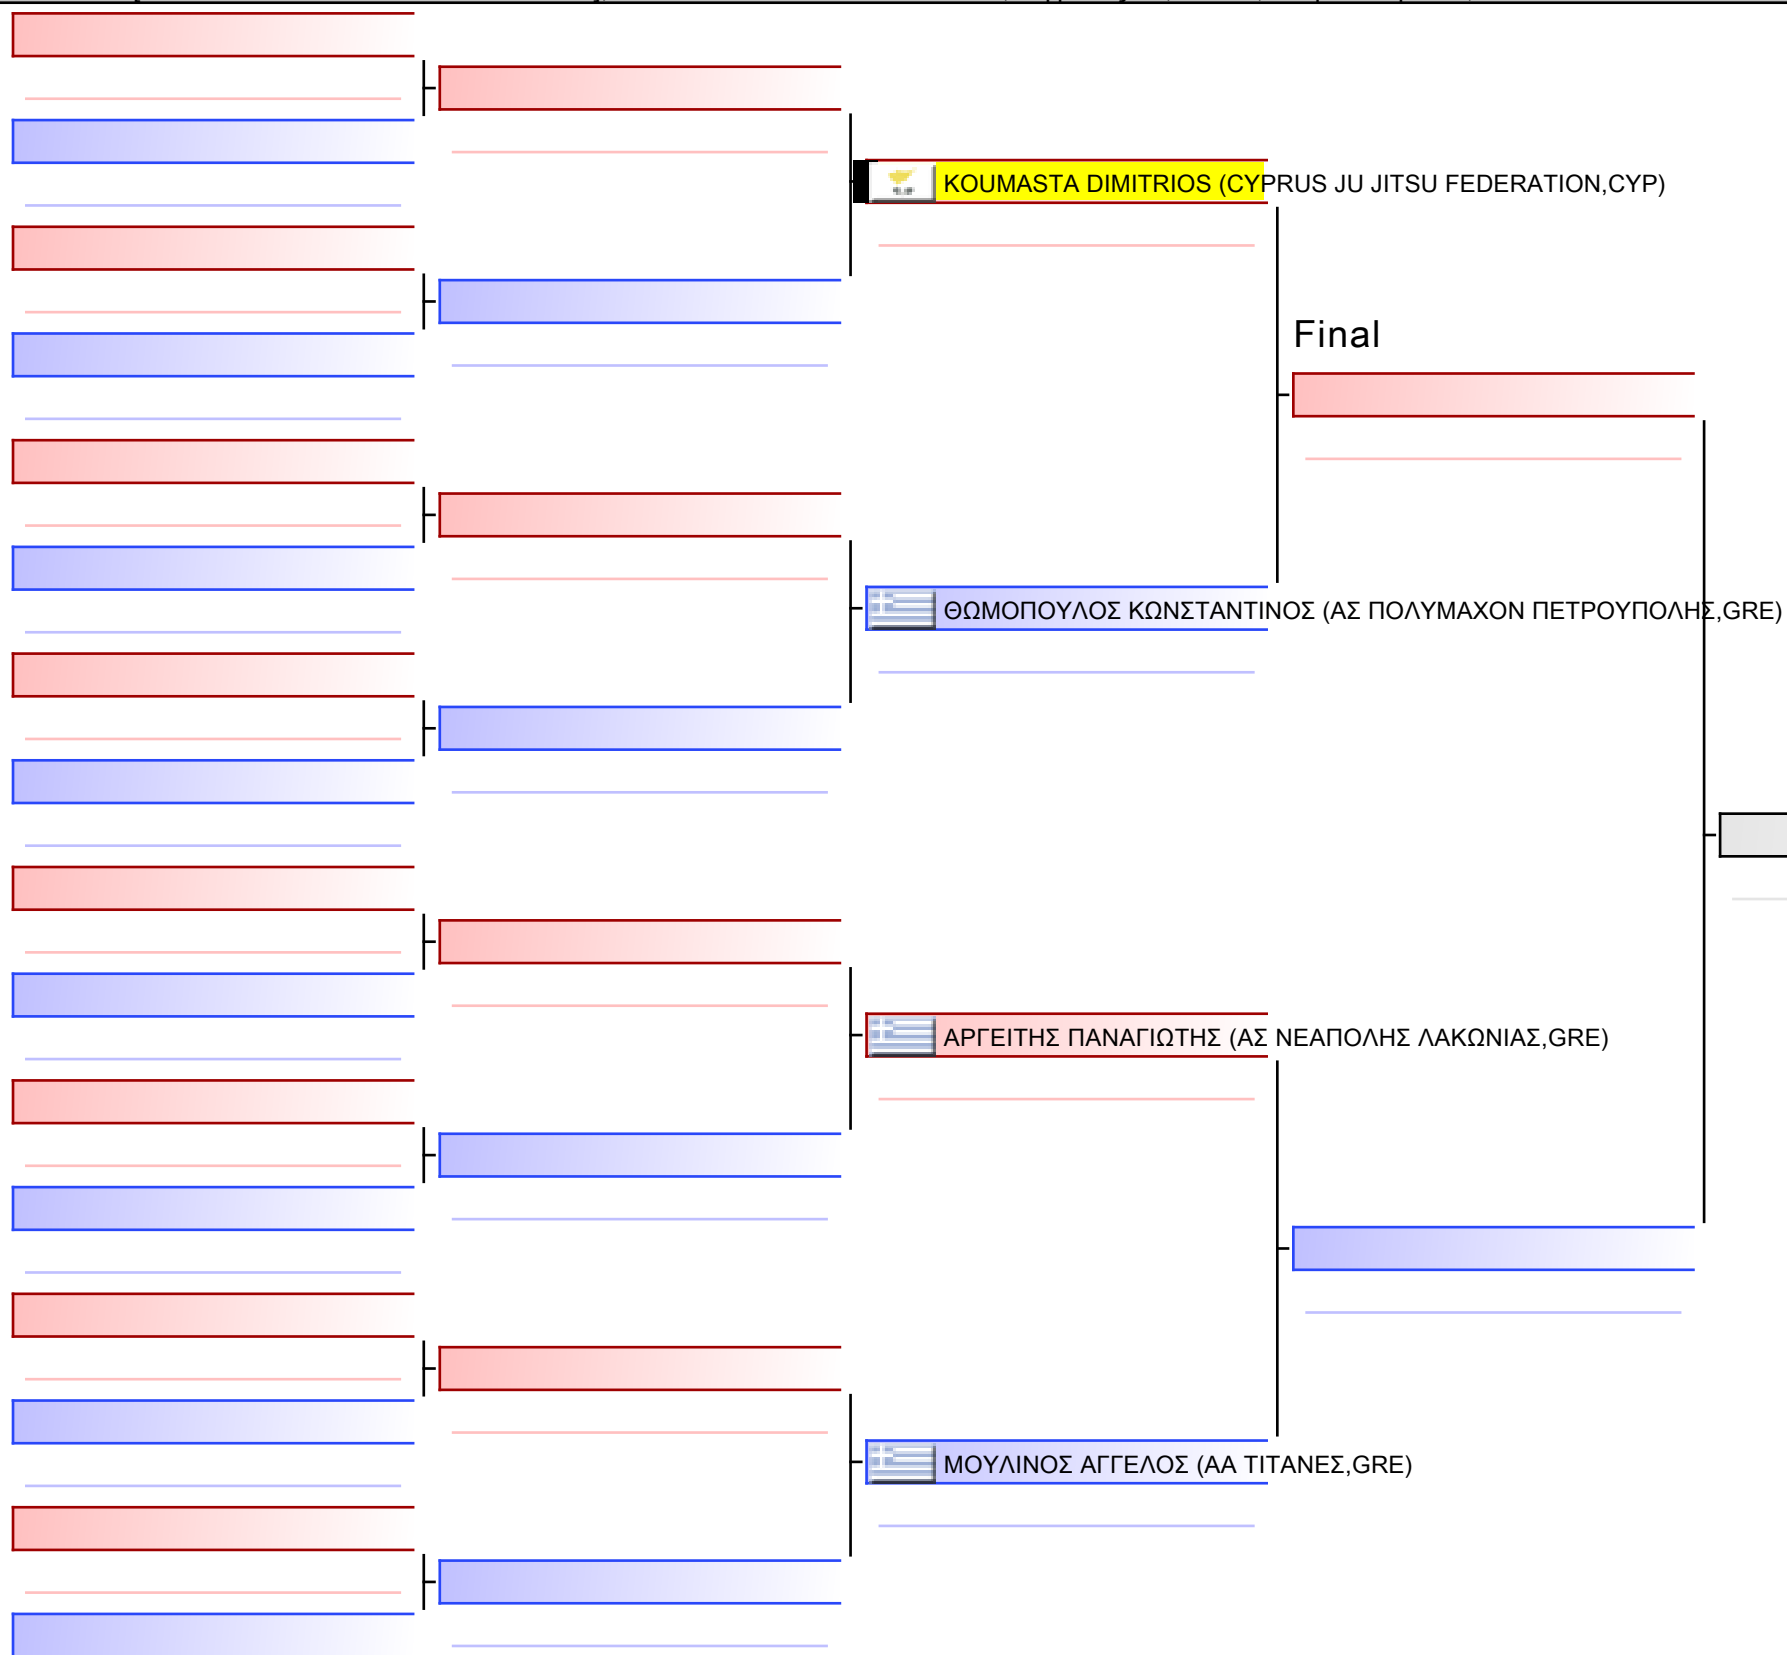 KOUMASTA DIMITRIOS (CYPRUS JU JITSU FEDERATION,CYP)
Final
ΘΩΜΟΠΟΥΛΟΣ ΚΩΝΣΤΑΝΤΙΝΟΣ (ΑΣ ΠΟΛΥΜΑΧΟΝ ΠΕΤΡΟΥΠΟΛΗΣ,GRE)
ΑΡΓΕΙΤΗΣ ΠΑΝΑΓΙΩΤΗΣ (ΑΣ ΝΕΑΠΟΛΗΣ ΛΑΚΩΝΙΑΣ,GRE)
ΜΟΥΛΙΝΟΣ ΑΓΓΕΛΟΣ (ΑΑ ΤΙΤΑΝΕΣ,GRE)